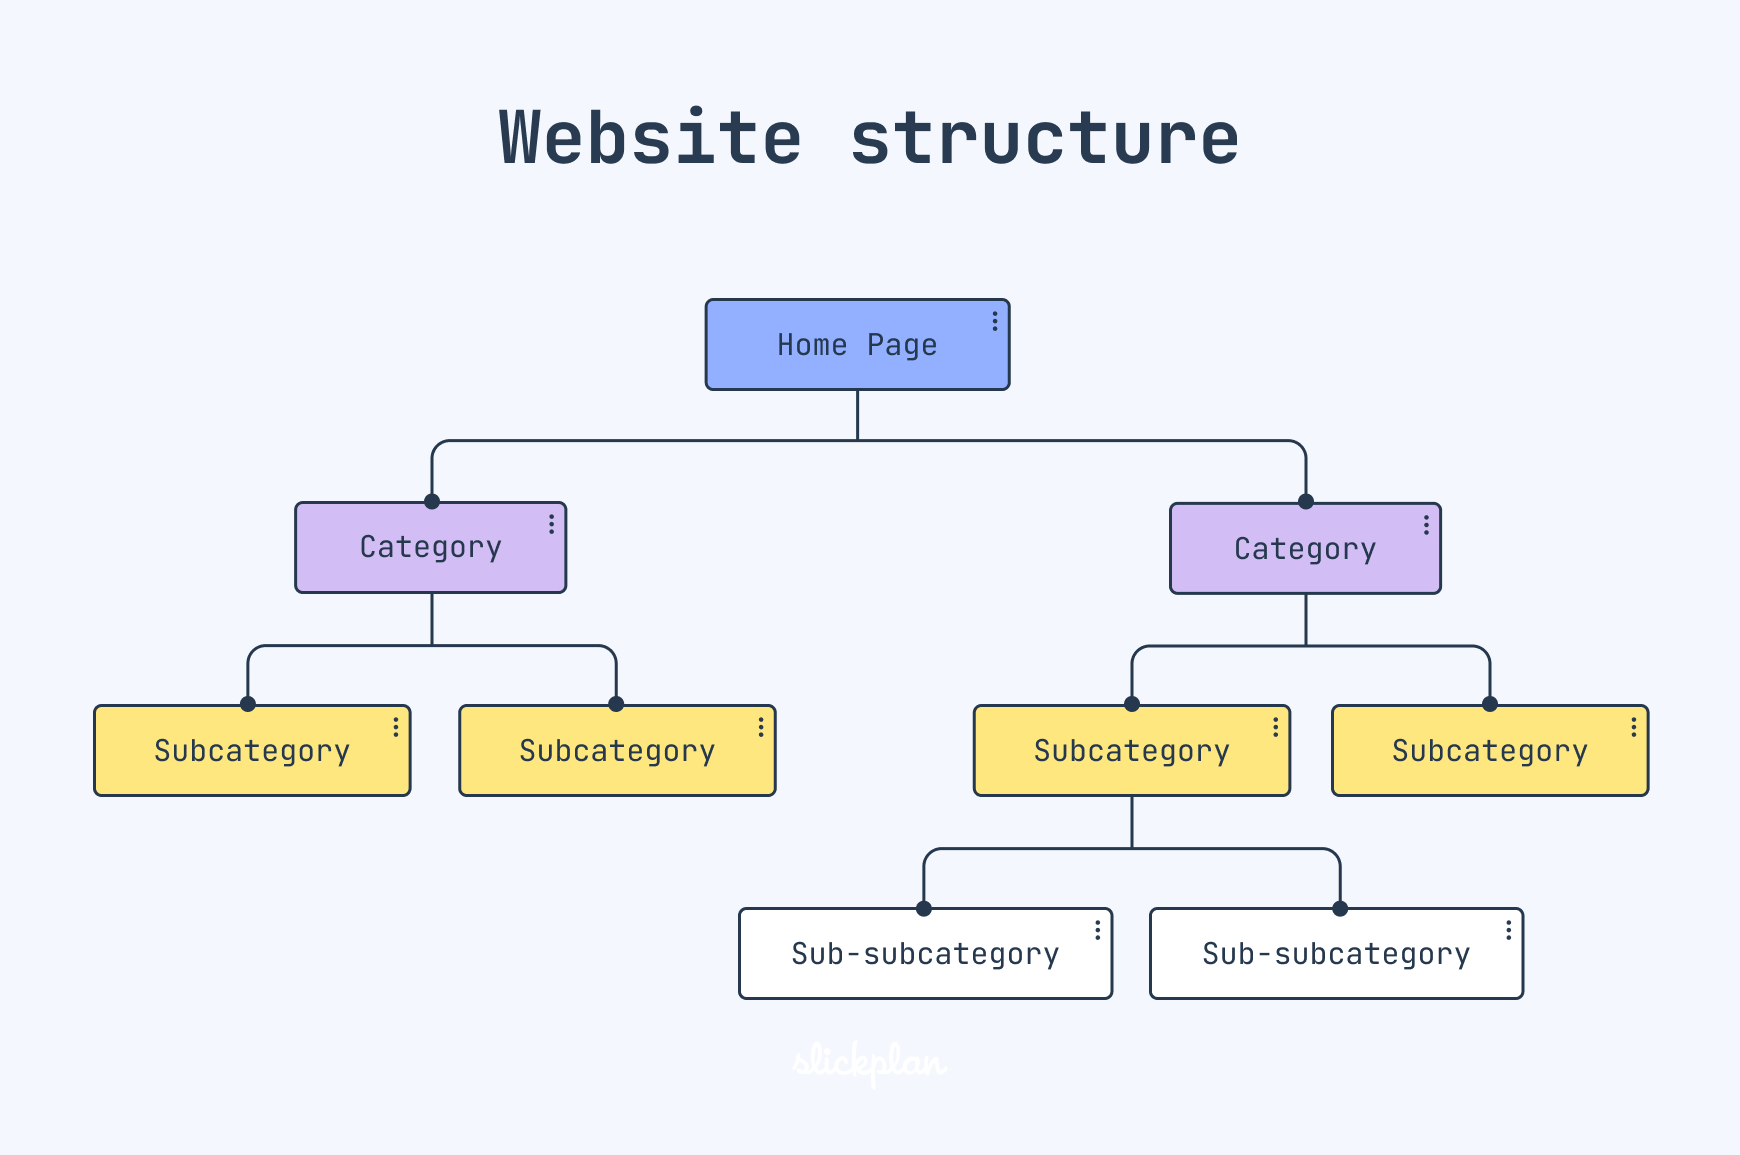 Website structure
Home Page
Category
Category
Subcategory
Subcategory
Subcategory
Subcategory
Sub-subcategory
Sub-subcategory
slickplan